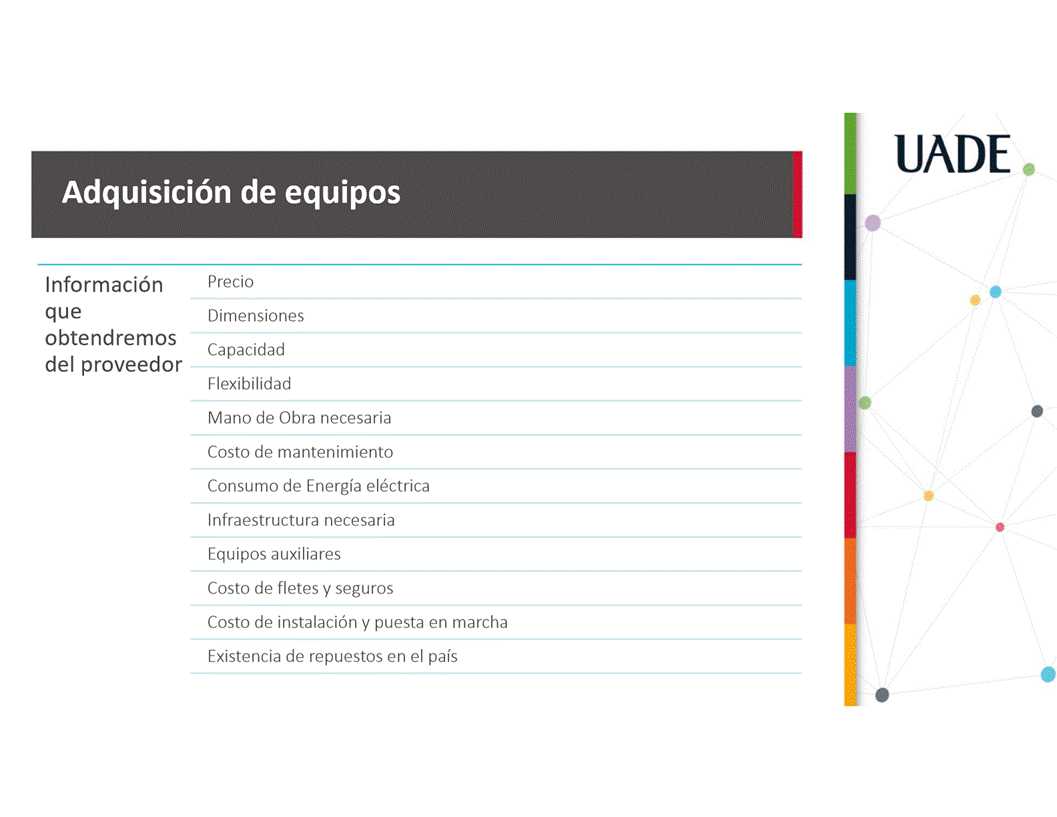 UADE
Adquisición de equipos
Información
que
obtendremos
del proveedor
Precio
Dimensiones
Capacidad
Flexibilidad
Mano de Obra necesaria
Costo de mantenimiento
Consumo de Energía eléctrica
Infraestructura necesaria
Equipos auxiliares
Costo de fletes y seguros
Costo de instalación y puesta en marcha
Existencia de repuestos en el país